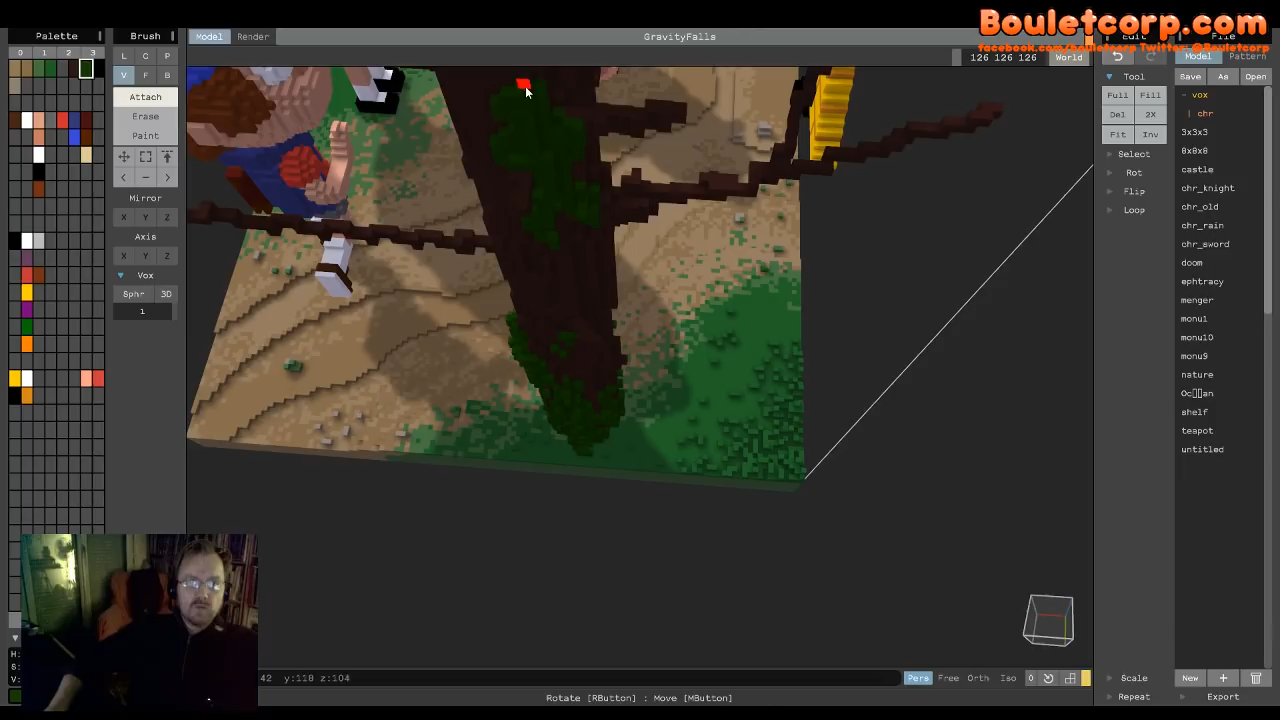 Bouletcorp.com
facebook.com/bouletcorp Twitter @Bouletcorp
Palette Brush Model Render GravityFalls Edit File
0 1 2 3
L C P
V F B
Attach
Erase
Paint
Mirror
X Y Z
Axis
X Y Z
Vox
Sphr 3D
1
126 126 126 World
Tool
Full Fill
Del 2X
Fit Inv
Select
Rot
Flip
Loop
Model Pattern
Save As Open
- vox
| chr
3x3x3
8x8x8
castle
chr_knight
chr_old
chr_rain
chr_sword
doom
ephtracy
menger
monu1
monu10
monu9
nature
shelf
teapot
untitled
H:
S:
V:
42 y:118 z:104
Pers Free Orth Iso 0
Rotate [RButton] : Move [MButton]
Scale
Repeat
New + 
Export